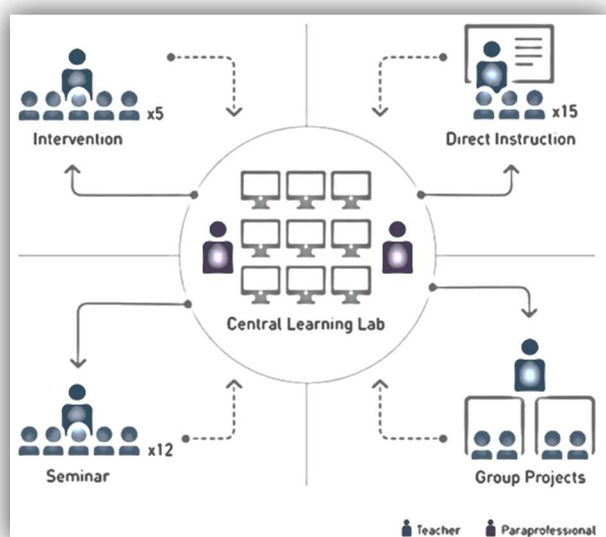 x5
Intervention
x15
Direct Instruction
Central Learning Lab
x12
Seminar
Group Projects
Teacher
Paraprofessional